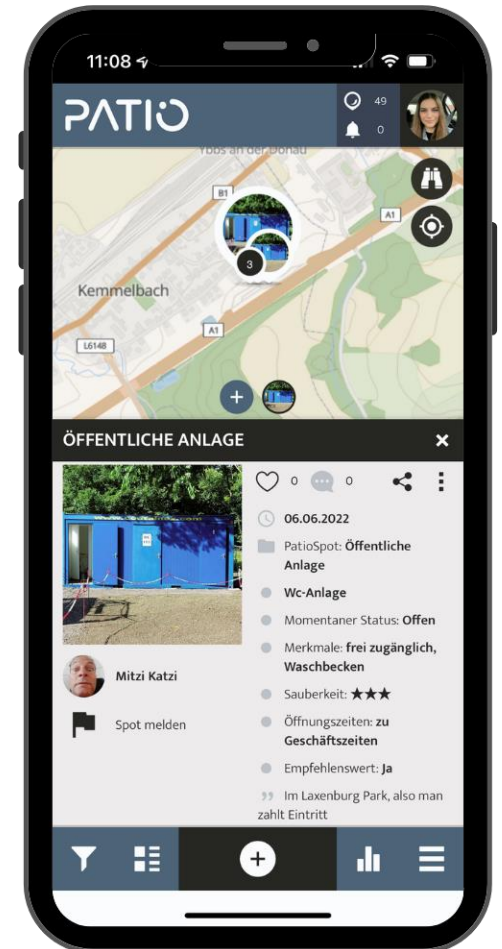 11:08
PATIO
49
0
Ybbs an der Donau
B1
A1
3
Kemmelbach
A1
L6148
+
ÖFFENTLICHE ANLAGE ×
0 0
06.06.2022
PatioSpot: Öffentliche
Anlage
Wc-Anlage
Momentaner Status: Offen
Merkmale: frei zugänglich,
Waschbecken
Mitzi Katzi
Sauberkeit: ★★★
Spot melden
Öffnungszeiten: zu
Geschäftszeiten
Empfehlenswert: Ja
Im Laxenburg Park, also man
zahlt Eintritt
+